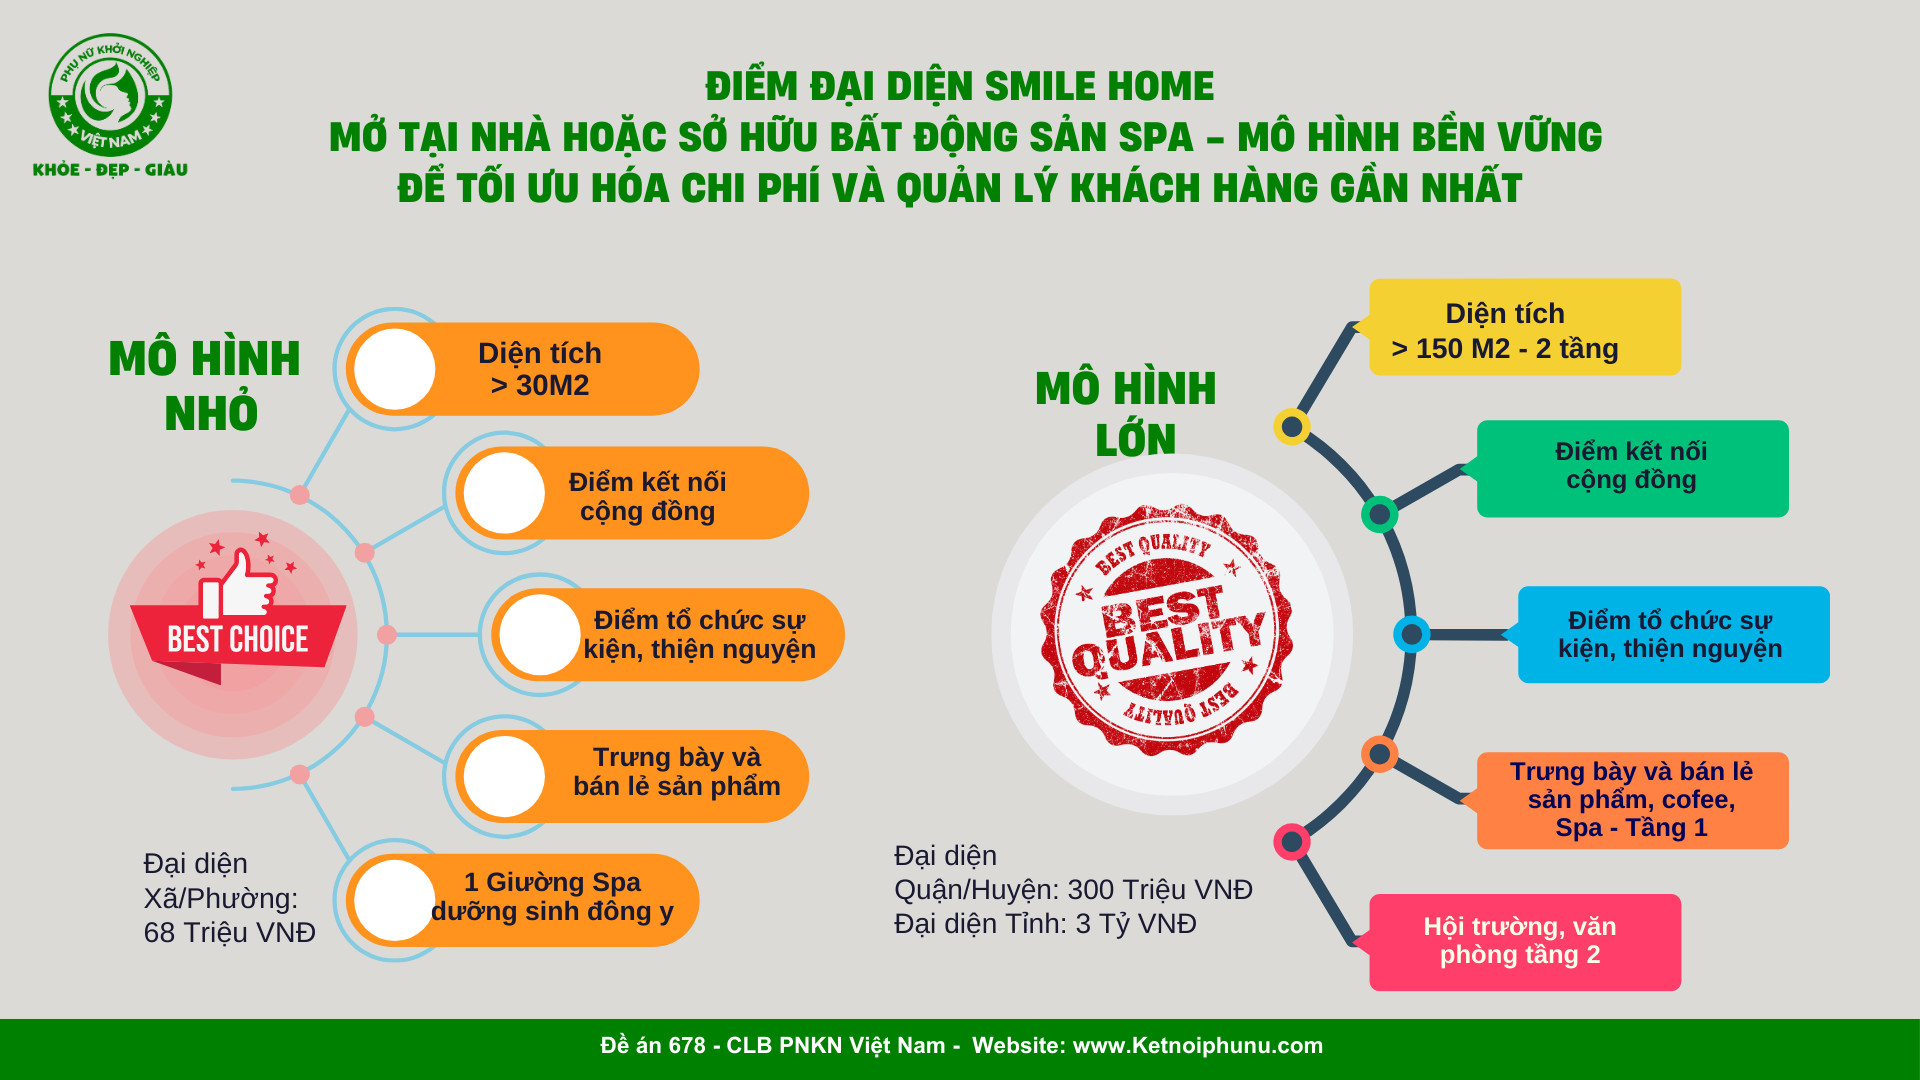 PHỤ NỮ KHỞI NGHIỆP
VIỆT NAM
KHỎE - ĐẸP - GIÀU
ĐIỂM ĐẠI DIỆN SMILE HOME
MỞ TẠI NHÀ HOẶC SỞ HỮU BẤT ĐỘNG SẢN SPA – MÔ HÌNH BỀN VỮNG
ĐỂ TỐI ƯU HÓA CHI PHÍ VÀ QUẢN LÝ KHÁCH HÀNG GẦN NHẤT
MÔ HÌNH
NHỎ
Diện tích
> 30M2
Điểm kết nối
cộng đồng
BEST CHOICE
Điểm tổ chức sự
kiện, thiện nguyện
Trưng bày và
bán lẻ sản phẩm
1 Giường Spa
dưỡng sinh đông y
Đại diện
Xã/Phường:
68 Triệu VNĐ
MÔ HÌNH
LỚN
Diện tích
> 150 M2 - 2 tầng
Điểm kết nối
cộng đồng
BEST QUALITY
BEST
QUALITY
BEST QUALITY
Điểm tổ chức sự
kiện, thiện nguyện
Trưng bày và bán lẻ
sản phẩm, cofee,
Spa - Tầng 1
Hội trường, văn
phòng tầng 2
Đại diện
Quận/Huyện: 300 Triệu VNĐ
Đại diện Tỉnh: 3 Tỷ VNĐ
Đề án 678 - CLB PNKN Việt Nam - Website: www.Ketnoiphunu.com